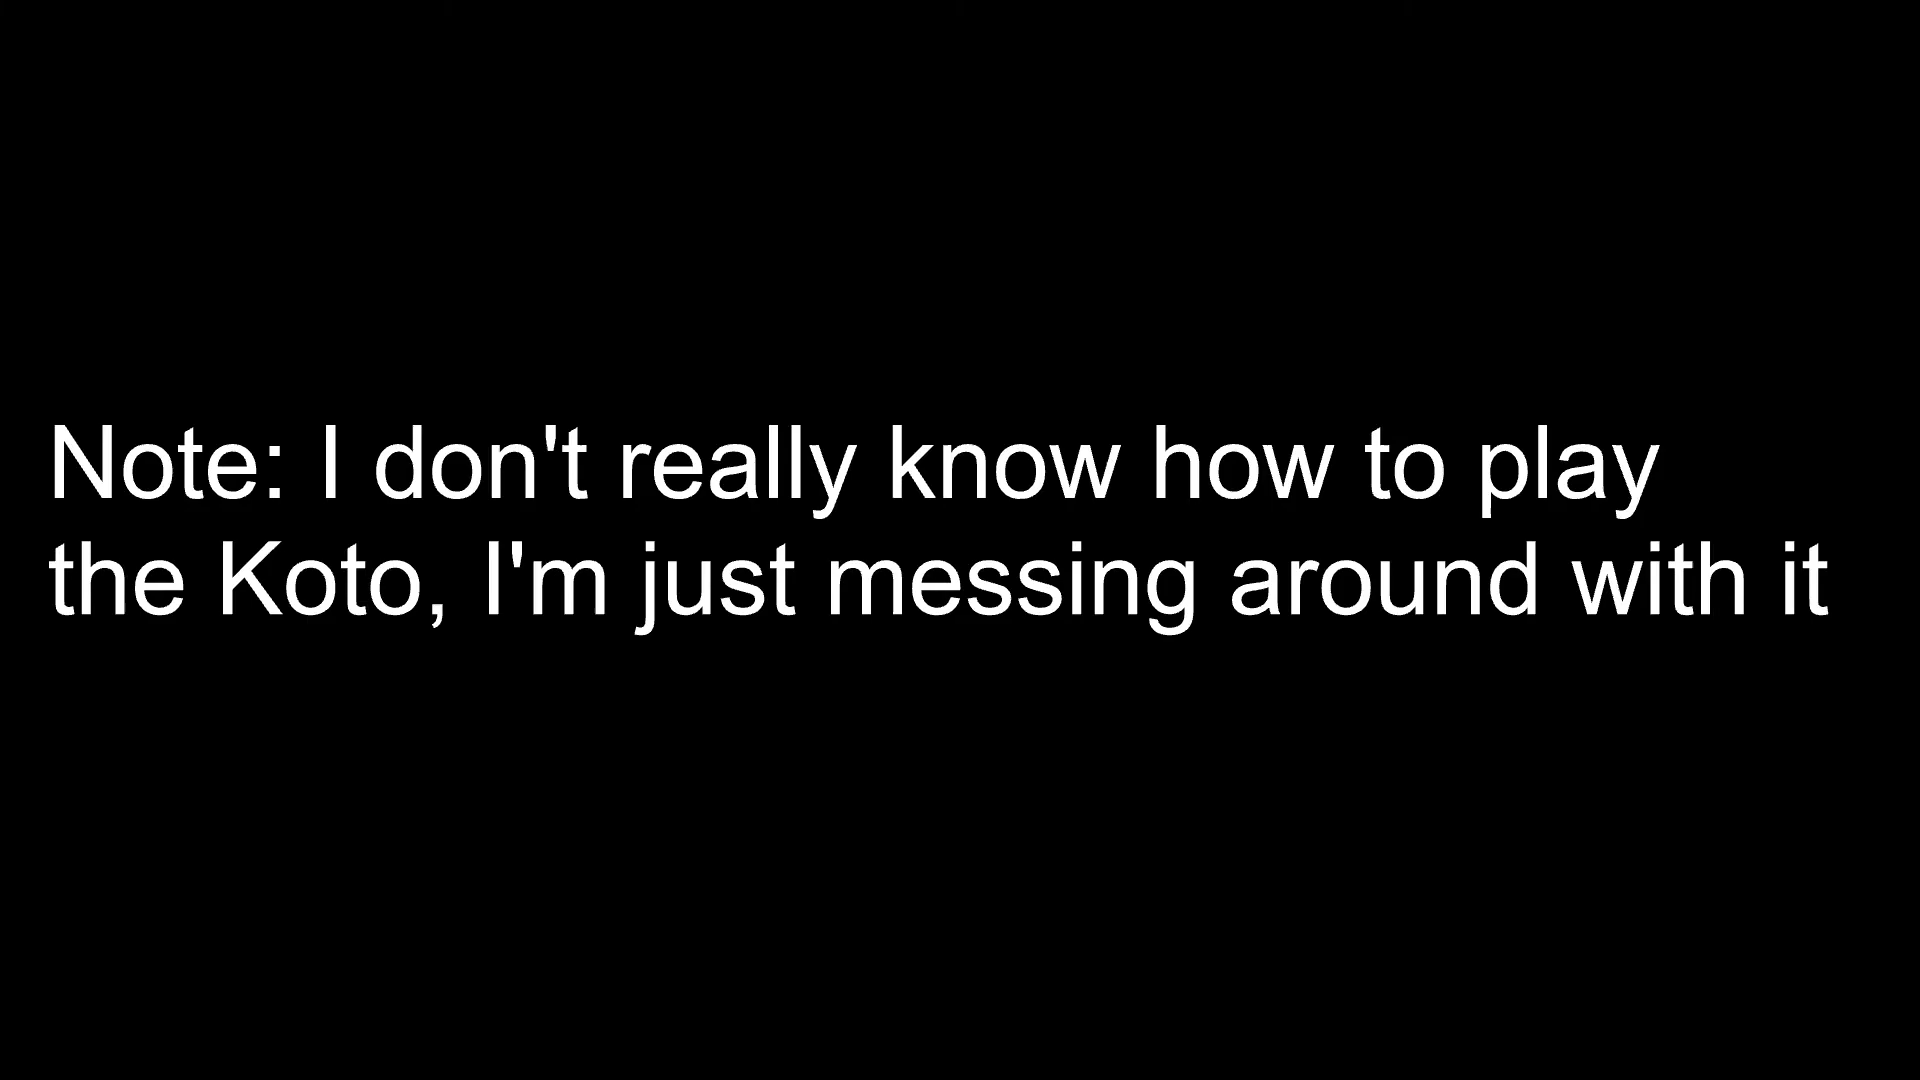 Note: I don't really know how to play
the Koto, I'm just messing around with it